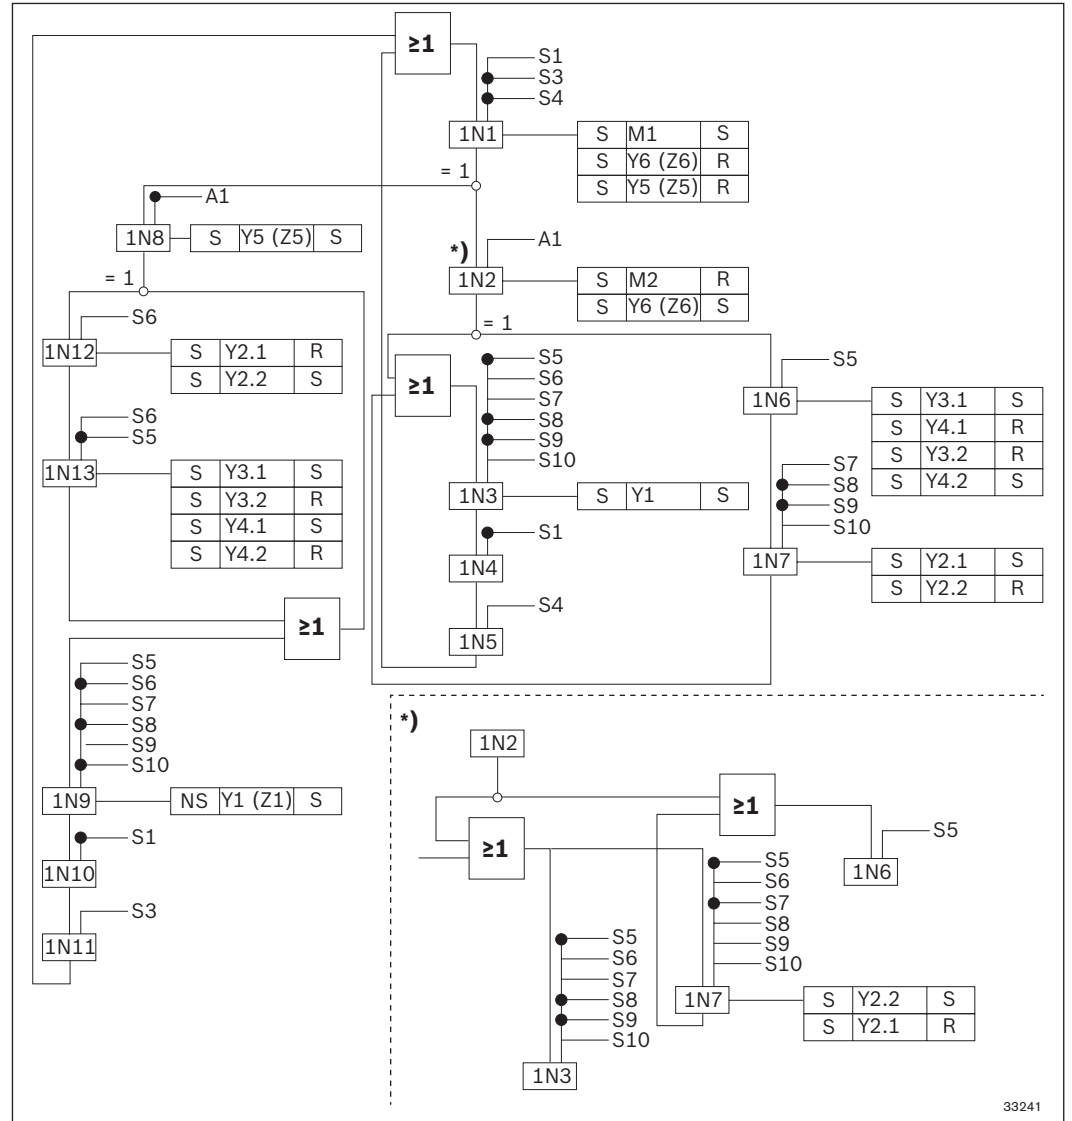 ≥1
S1
S3
S4
1N1
S M1 S
S Y6 (Z6) R
S Y5 (Z5) R
= 1
A1
1N8
S Y5 (Z5) S
= 1
*)
A1
1N2
S M2 R
S Y6 (Z6) S
= 1
S6
1N12
S Y2.1 R
S Y2.2 S
S6
S5
1N13
S Y3.1 S
S Y3.2 R
S Y4.1 S
S Y4.2 R
≥1
S5
S6
S7
S8
S9
S10
1N3
S Y1 S
S1
1N4
S4
1N5
S5
1N6
S Y3.1 S
S Y4.1 R
S Y3.2 R
S Y4.2 S
S7
S8
S9
S10
1N7
S Y2.1 S
S Y2.2 R
≥1
S5
S6
S7
S8
S9
S10
1N9
NS Y1 (Z1) S
S1
1N10
S3
1N11
*)
1N2
≥1
≥1
S5
1N6
S5
S6
S7
S8
S9
S10
1N7
S Y2.2 S
S Y2.1 R
S5
S6
S7
S8
S9
S10
1N3
33241